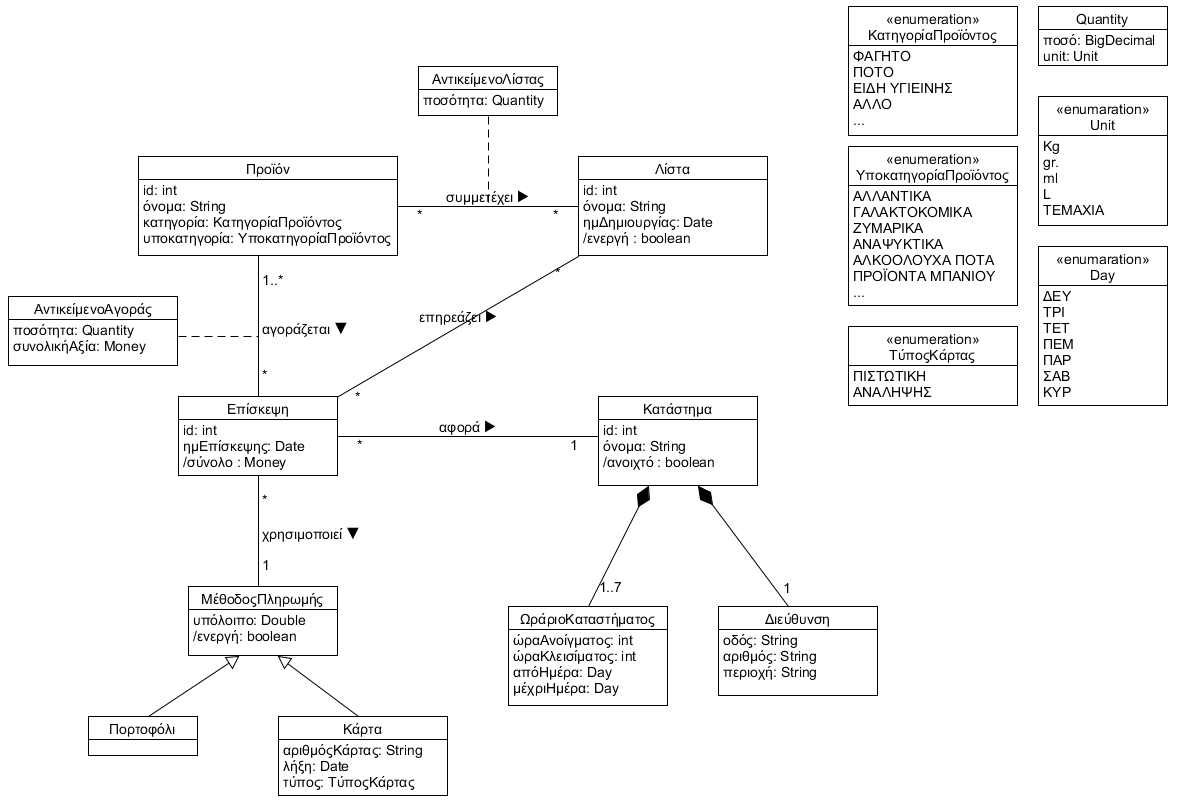 «enumeration»
ΚατηγορίαΠροϊόντος
ΦΑΓΗΤΟ
ΠΟΤΟ
ΕΙΔΗ ΥΓΙΕΙΝΗΣ
ΑΛΛΟ
...
Quantity
ποσό: BigDecimal
unit: Unit
ΑντικείμενοΛίστας
ποσότητα: Quantity
«enumaration»
Unit
Kg
gr.
ml
L
ΤΕΜΑΧΙΑ
Προϊόν
id: int
όνομα: String
κατηγορία: ΚατηγορίαΠροϊόντος
υποκατηγορία: ΥποκατηγορίαΠροϊόντος
συμμετέχει ▶
*
*
Λίστα
id: int
όνομα: String
ημΔημιουργίας: Date
/ενεργή : boolean
«enumeration»
ΥποκατηγορίαΠροϊόντος
ΑΛΛΑΝΤΙΚΑ
ΓΑΛΑΚΤΟΚΟΜΙΚΑ
ΖΥΜΑΡΙΚΑ
ΑΝΑΨΥΚΤΙΚΑ
ΑΛΚΟΟΛΟΥΧΑ ΠΟΤΑ
ΠΡΟΪΟΝΤΑ ΜΠΑΝΙΟΥ
...
«enumaration»
Day
ΔΕΥ
ΤΡΙ
ΤΕΤ
ΠΕΜ
ΠΑΡ
ΣΑΒ
ΚΥΡ
1..*
*
ΑντικείμενοΑγοράς
ποσότητα: Quantity
συνολικήΑξία: Money
αγοράζεται ▼
επηρεάζει ▶
*
*
«enumeration»
ΤύποςΚάρτας
ΠΙΣΤΩΤΙΚΗ
ΑΝΑΛΗΨΗΣ
Επίσκεψη
id: int
ημΕπίσκεψης: Date
/σύνολο : Money
αφορά ▶
*
1
Κατάστημα
id: int
όνομα: String
/ανοιχτό : boolean
*
χρησιμοποιεί ▼
1
1..7
1
ΜέθοδοςΠληρωμής
υπόλοιπο: Double
/ενεργή: boolean
ΩράριοΚαταστήματος
ώραΑνοίγματος: int
ώραΚλεισίματος: int
απόΗμέρα: Day
μέχριΗμέρα: Day
Διεύθυνση
οδός: String
αριθμός: String
περιοχή: String
Πορτοφόλι
Κάρτα
αριθμόςΚάρτας: String
λήξη: Date
τύπος: ΤύποςΚάρτας